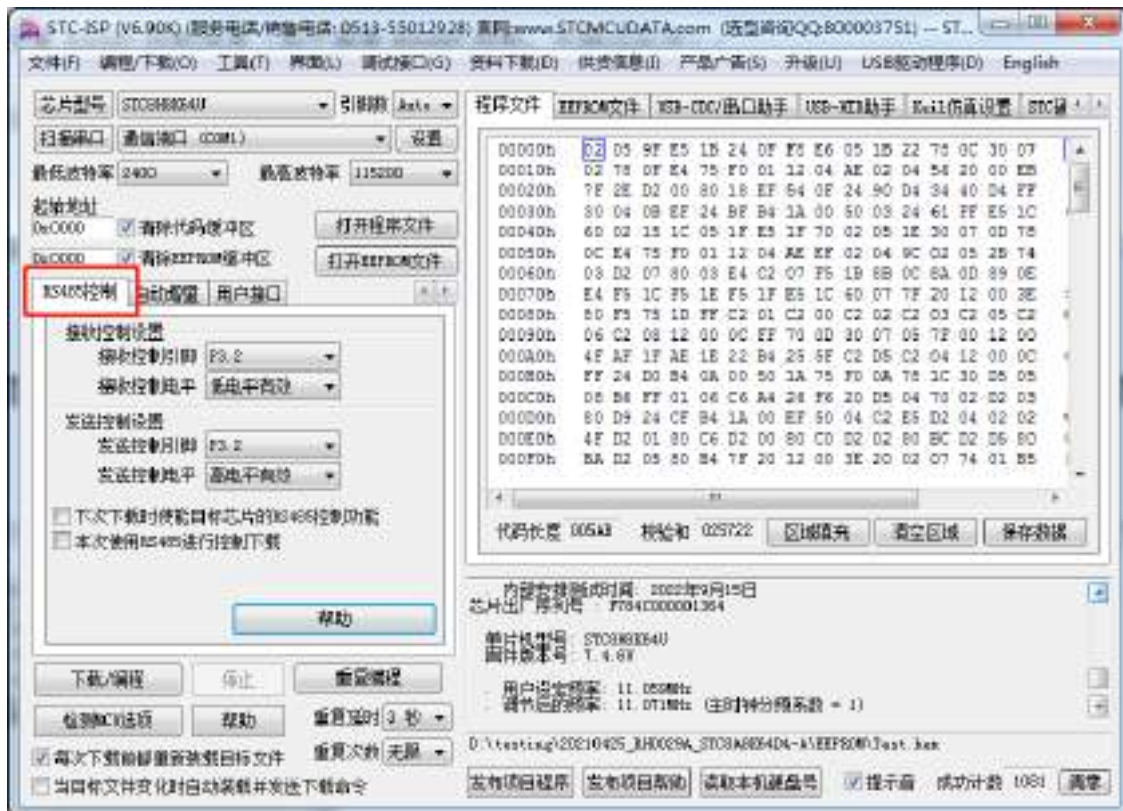 STC-ISP (V6.90K) (服务电话/销售电话: 0513-55012928) 官网:www.STCMCUDATA.com (选型咨询QQ:800003751) -- ST...
文件(F) 编程/下载(O) 工具(T) 界面(L) 调试接口(G) 资料下载(D) 供货信息(I) 产品广告(S) 升级(U) USB驱动程序(D) English
芯片型号 STC8H8K64U 引脚数 Auto
扫描串口 通信端口 (COM1) 设置
最低波特率 2400 最高波特率 115200
起始地址
0x0000 清除代码缓冲区 打开程序文件
0x0000 清除EEPROM缓冲区 打开EEPROM文件
RS485控制 自动增量 用户接口
接收控制设置
接收控制引脚 P3.2
接收控制电平 低电平有效
发送控制设置
发送控制引脚 P3.2
发送控制电平 高电平有效
下次下载时使能目标芯片的RS485控制功能
本次使用RS485进行控制下载
帮助
下载/编程 停止 重复编程
检测MCU选项 帮助 重复延时 3 秒
每次下载前都重新装载目标文件 重复次数 无限
当目标文件变化时自动装载并发送下载命令
程序文件 EEPROM文件 USB-CDC/串口助手 USB-HID助手 Keil仿真设置
00000h 02 05 9F E5 1B 24 0F F8 E6 05 1B 22 78 0C 30 07
00010h 02 78 0F E4 75 F0 01 12 04 AE 02 04 56 20 00 EB
00020h 7F 2E D2 00 80 18 EF 54 0F 24 90 D4 34 40 D4 FF
00030h 30 04 0B EF 24 BF B4 1A 00 50 03 24 61 FF E5 1C
00040h 60 02 15 1C 05 1F E5 1F 70 02 05 1E 30 07 0D 78
00050h 0C E4 75 F0 01 12 04 AE EF 02 04 9C 02 05 2B 74
00060h 03 D2 07 80 03 E4 C2 07 F5 1B 8B 0C 8A 0D 89 0E
00070h E4 F5 1C F5 1E F5 1F E5 1C 60 07 7F 20 12 00 3E
00080h 80 F5 75 1D FF C2 01 C2 00 C2 02 C2 03 C2 05 C2
00090h 06 C2 08 12 00 0C FF 70 0D 30 07 05 7F 00 12 00
000A0h 4F AF 1F AE 1E 22 B4 25 5F C2 D5 C2 04 12 00 0C
000B0h FF 24 D0 B4 0A 00 50 1A 75 F0 0A 78 1C 30 D5 05
000C0h 08 B6 FF 01 06 C6 A4 26 F6 20 D5 04 70 02 D2 03
000D0h 80 D9 24 CF B4 1A 00 EF 50 04 C2 E5 D2 04 02 02
000E0h 4F D2 01 80 C6 D2 00 80 C0 D2 02 80 BC D2 D5 80
000F0h BA D2 05 80 B4 7F 20 12 00 3E 20 02 07 74 01 B5
代码长度 005AB 校验和 025722 区域填充 清空区域 保存数据
内部安排测试时间: 2022年9月15日
芯片出厂序列号 : F784C000001364
单片机型号: STC8H8K64U
固件版本号: 7.4.6U
. 用户设定频率: 11.059MHz
. 调节后的频率: 11.071MHz (主时钟分频系数 = 1)
发布项目程序 发布项目帮助 读取本机硬盘号 提示音 成功计数 1081 清零